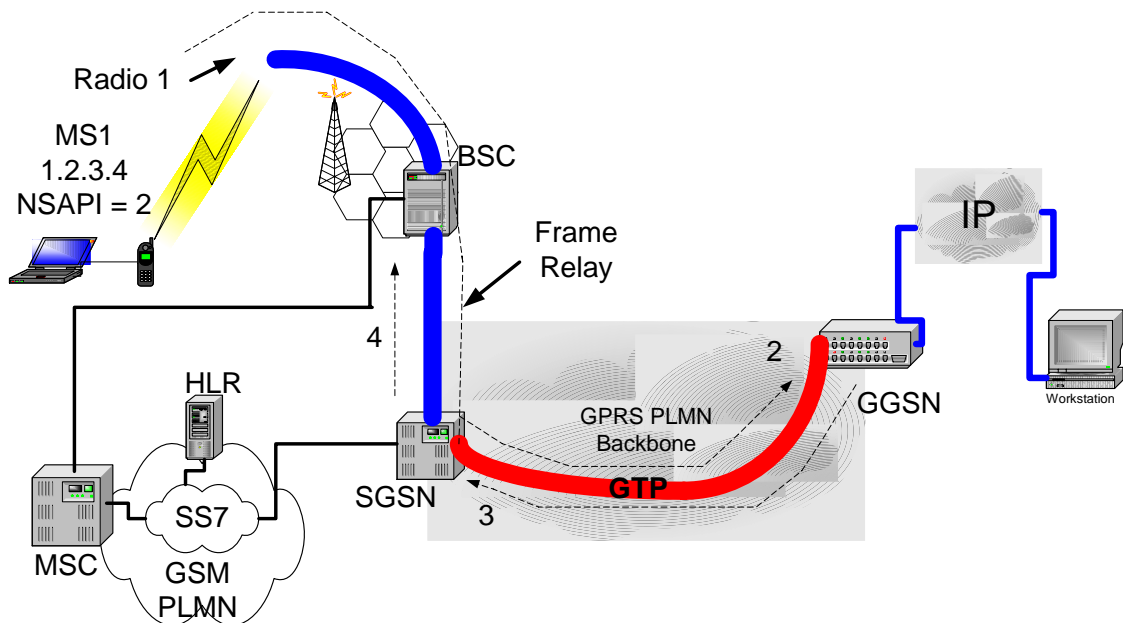 Radio 1
MS1
1.2.3.4
NSAPI = 2
BSC
Frame
Relay
IP
4
2
HLR
GPRS PLMN
Backbone
GGSN
Workstation
SGSN
GTP
3
SS7
MSC
GSM
PLMN